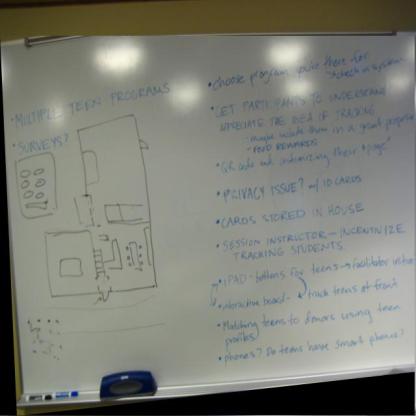 • MULTIPLE TEEN PROGRAMS
• SURVEYS?
• choose program you're there for
• check in system
• GET PARTICIPANTS TO UNDERSTAND/
APPRECIATE THE IDEA OF TRACKING
- maybe include them in a grant proposal
- FOOD REWARDS
• QR code and customizing their "page"
• PRIVACY ISSUE? w/ ID CARDS
• CARDS STORED IN HOUSE
• SESSION INSTRUCTOR — INCENTIVIZE
TRACKING STUDENTS
• iPAD - buttons for teens → facilitator
• interactive board - track teens at front
• Matching teens to donors using teen
profiles
• phones? Do teens have smart phones?